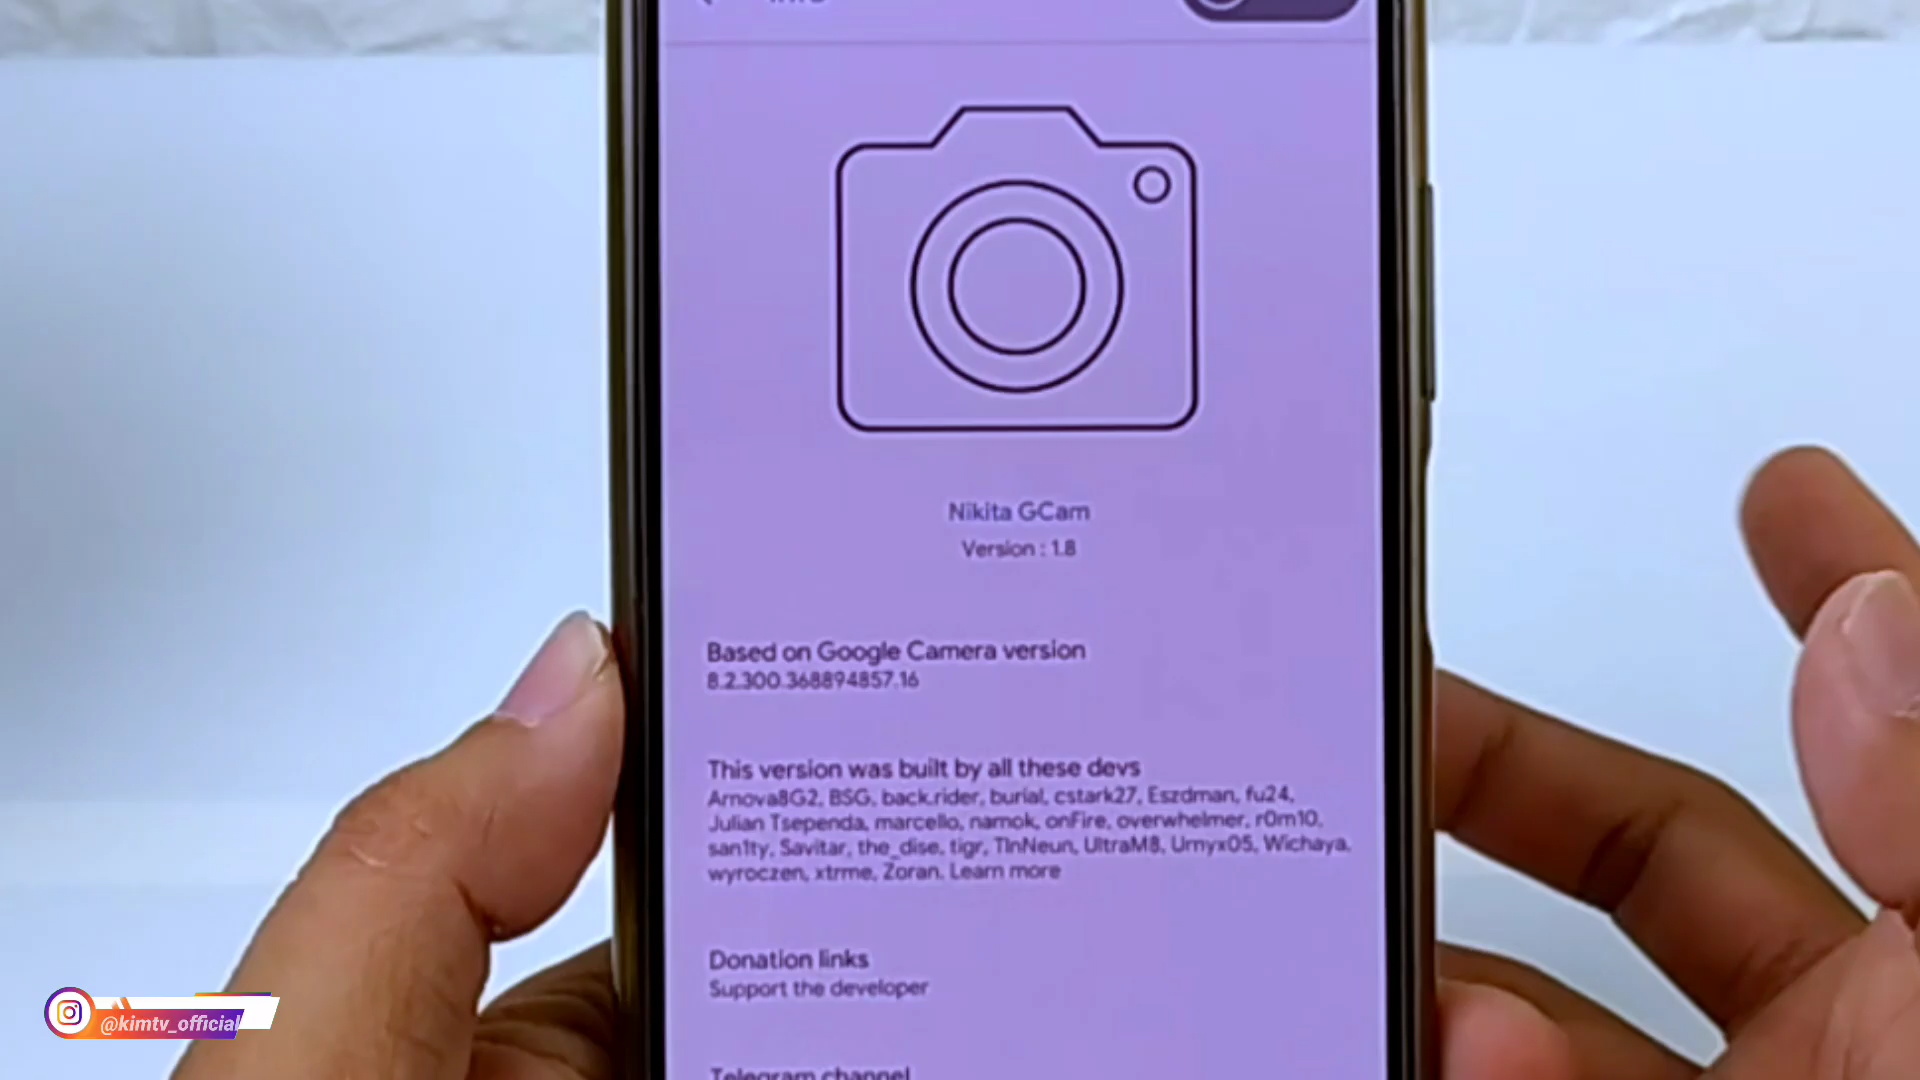 Info
Nikita GCam
Version : 1.8
Based on Google Camera version
8.2.300.368894857.16
This version was built by all these devs
Arnova8G2, BSG, back.rider, burial, cstark27, Eszdman, fu24,
Julian Tsependa, marcello, namok, onFire, overwhelmer, r0m10,
san1ty, Savitar, the_dise, tigr, TlnNeun, UltraM8, Urnyx05, Wichaya,
wyroczen, xtrme, Zoran. Learn more
Donation links
Support the developer
Telegram channel
@kimtv_official